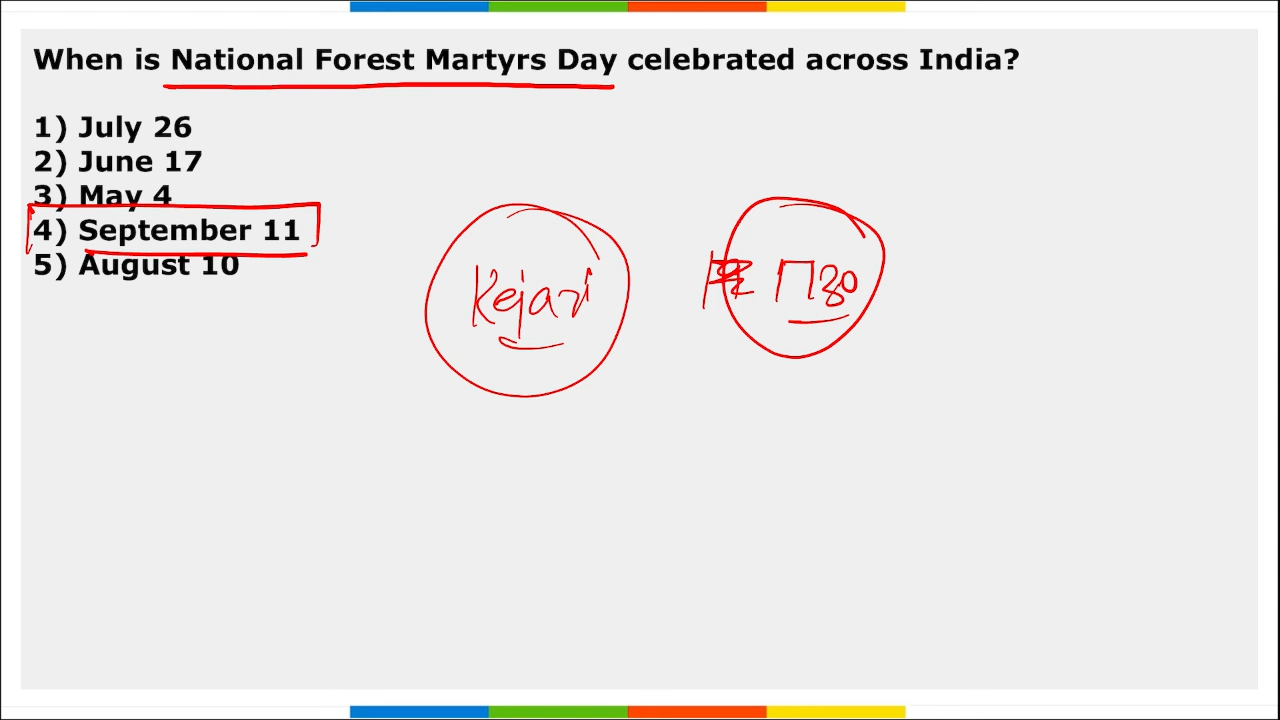 When is National Forest Martyrs Day celebrated across India?
1) July 26
2) June 17
3) May 4
4) September 11
5) August 10
Kejari
1730